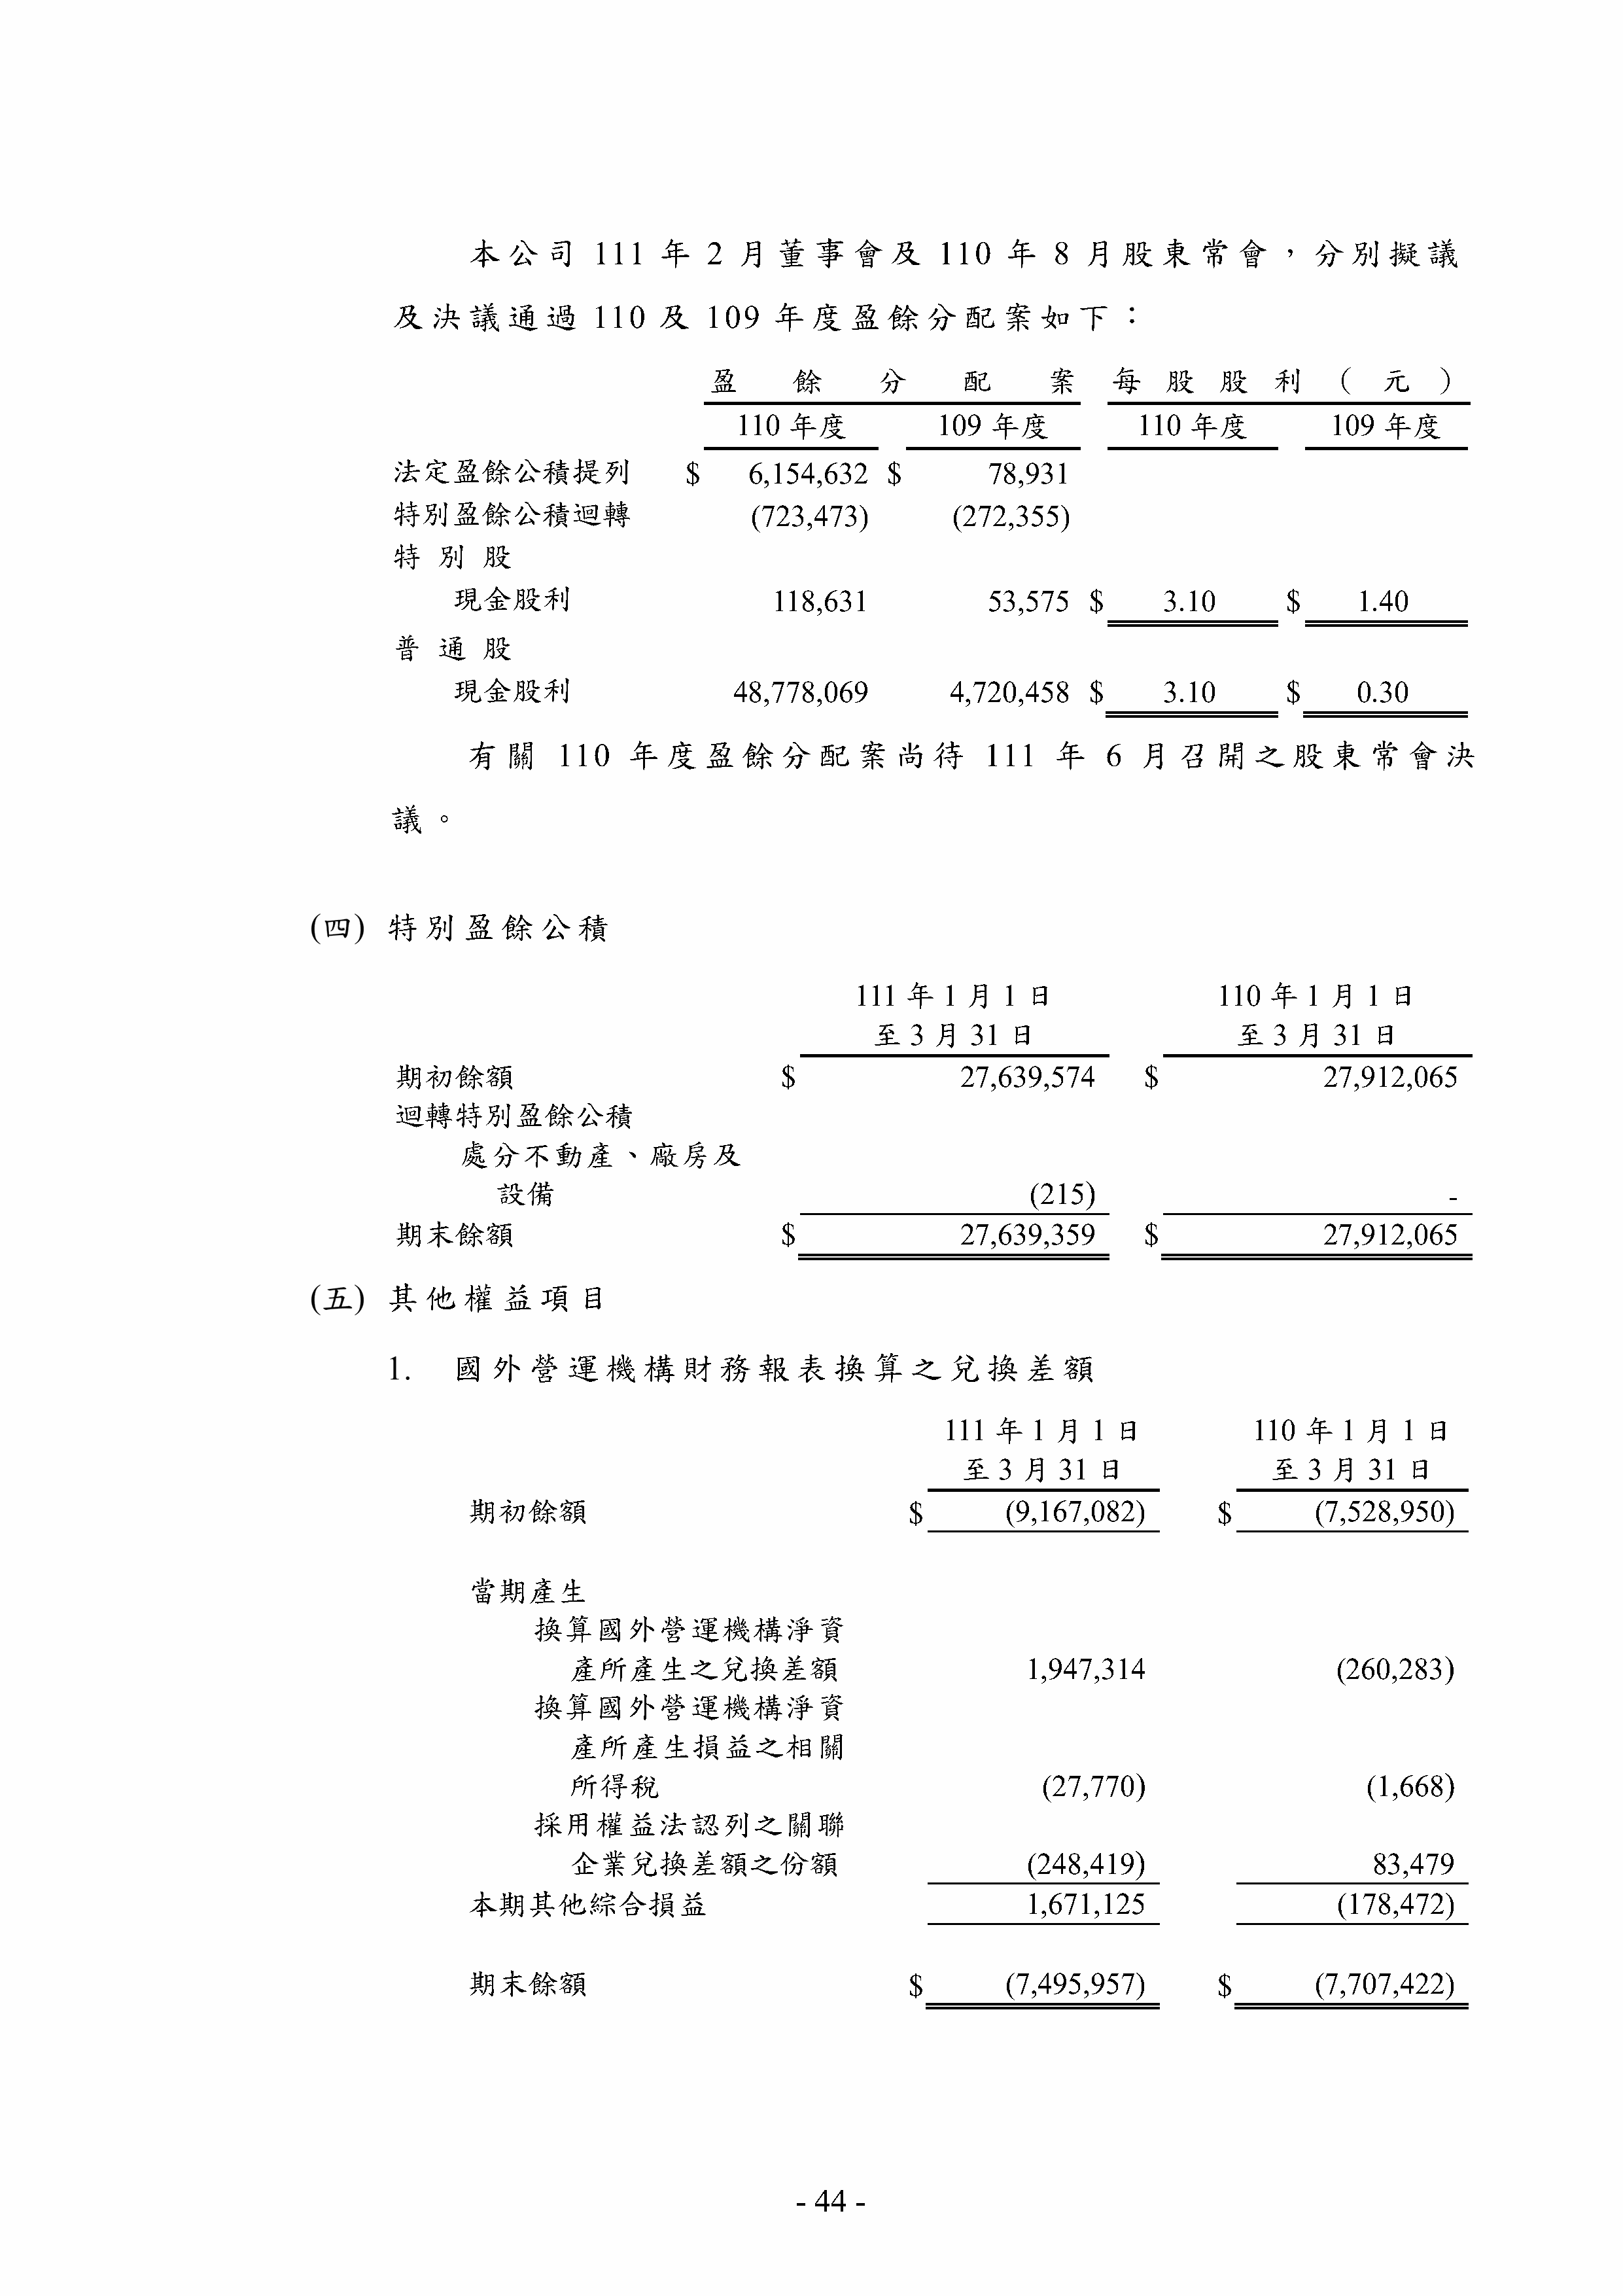 本公司 111 年 2 月董事會及 110 年 8 月股東常會，分別擬議
及決議通過 110 及 109 年度盈餘分配案如下：
盈餘分配案 每股股利（元）
110 年度 109 年度 110 年度 109 年度
法定盈餘公積提列 $ 6,154,632 $ 78,931
特別盈餘公積迴轉 (723,473) (272,355)
特別股
現金股利 118,631 53,575 $ 3.10 $ 1.40
普通股
現金股利 48,778,069 4,720,458 $ 3.10 $ 0.30
有關 110 年度盈餘分配案尚待 111 年 6 月召開之股東常會決
議。
(四) 特別盈餘公積
111 年 1 月 1 日 110 年 1 月 1 日
至 3 月 31 日 至 3 月 31 日
期初餘額 $ 27,639,574 $ 27,912,065
迴轉特別盈餘公積
處分不動產、廠房及
設備 (215) -
期末餘額 $ 27,639,359 $ 27,912,065
(五) 其他權益項目
1. 國外營運機構財務報表換算之兌換差額
111 年 1 月 1 日 110 年 1 月 1 日
至 3 月 31 日 至 3 月 31 日
期初餘額 $ (9,167,082) $ (7,528,950)
當期產生
換算國外營運機構淨資
產所產生之兌換差額 1,947,314 (260,283)
換算國外營運機構淨資
產所產生損益之相關
所得稅 (27,770) (1,668)
採用權益法認列之關聯
企業兌換差額之份額 (248,419) 83,479
本期其他綜合損益 1,671,125 (178,472)
期末餘額 $ (7,495,957) $ (7,707,422)
- 44 -